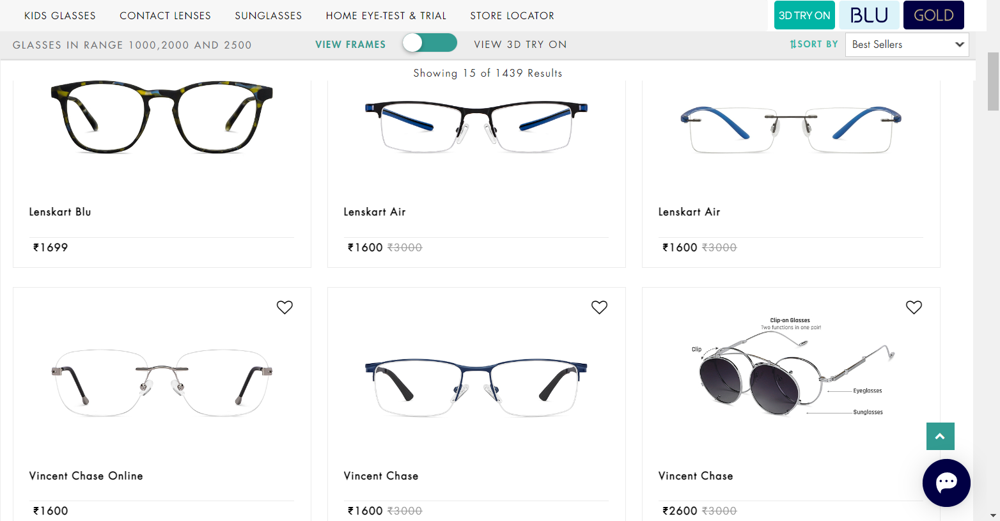 KIDS GLASSES CONTACT LENSES SUNGLASSES HOME EYE-TEST & TRIAL STORE LOCATOR 3D TRY ON BLU GOLD
GLASSES IN RANGE 1000,2000 AND 2500 VIEW FRAMES VIEW 3D TRY ON ⇅SORT BY Best Sellers
Showing 15 of 1439 Results
Lenskart Blu Lenskart Air Lenskart Air
₹1699 ₹1600 ₹3000 ₹1600 ₹3000
Clip-on Glasses
Two functions in one pair!
Clip
Eyeglasses
Sunglasses
Vincent Chase Online Vincent Chase Vincent Chase
₹1600 ₹1600 ₹3000 ₹2600 ₹3000